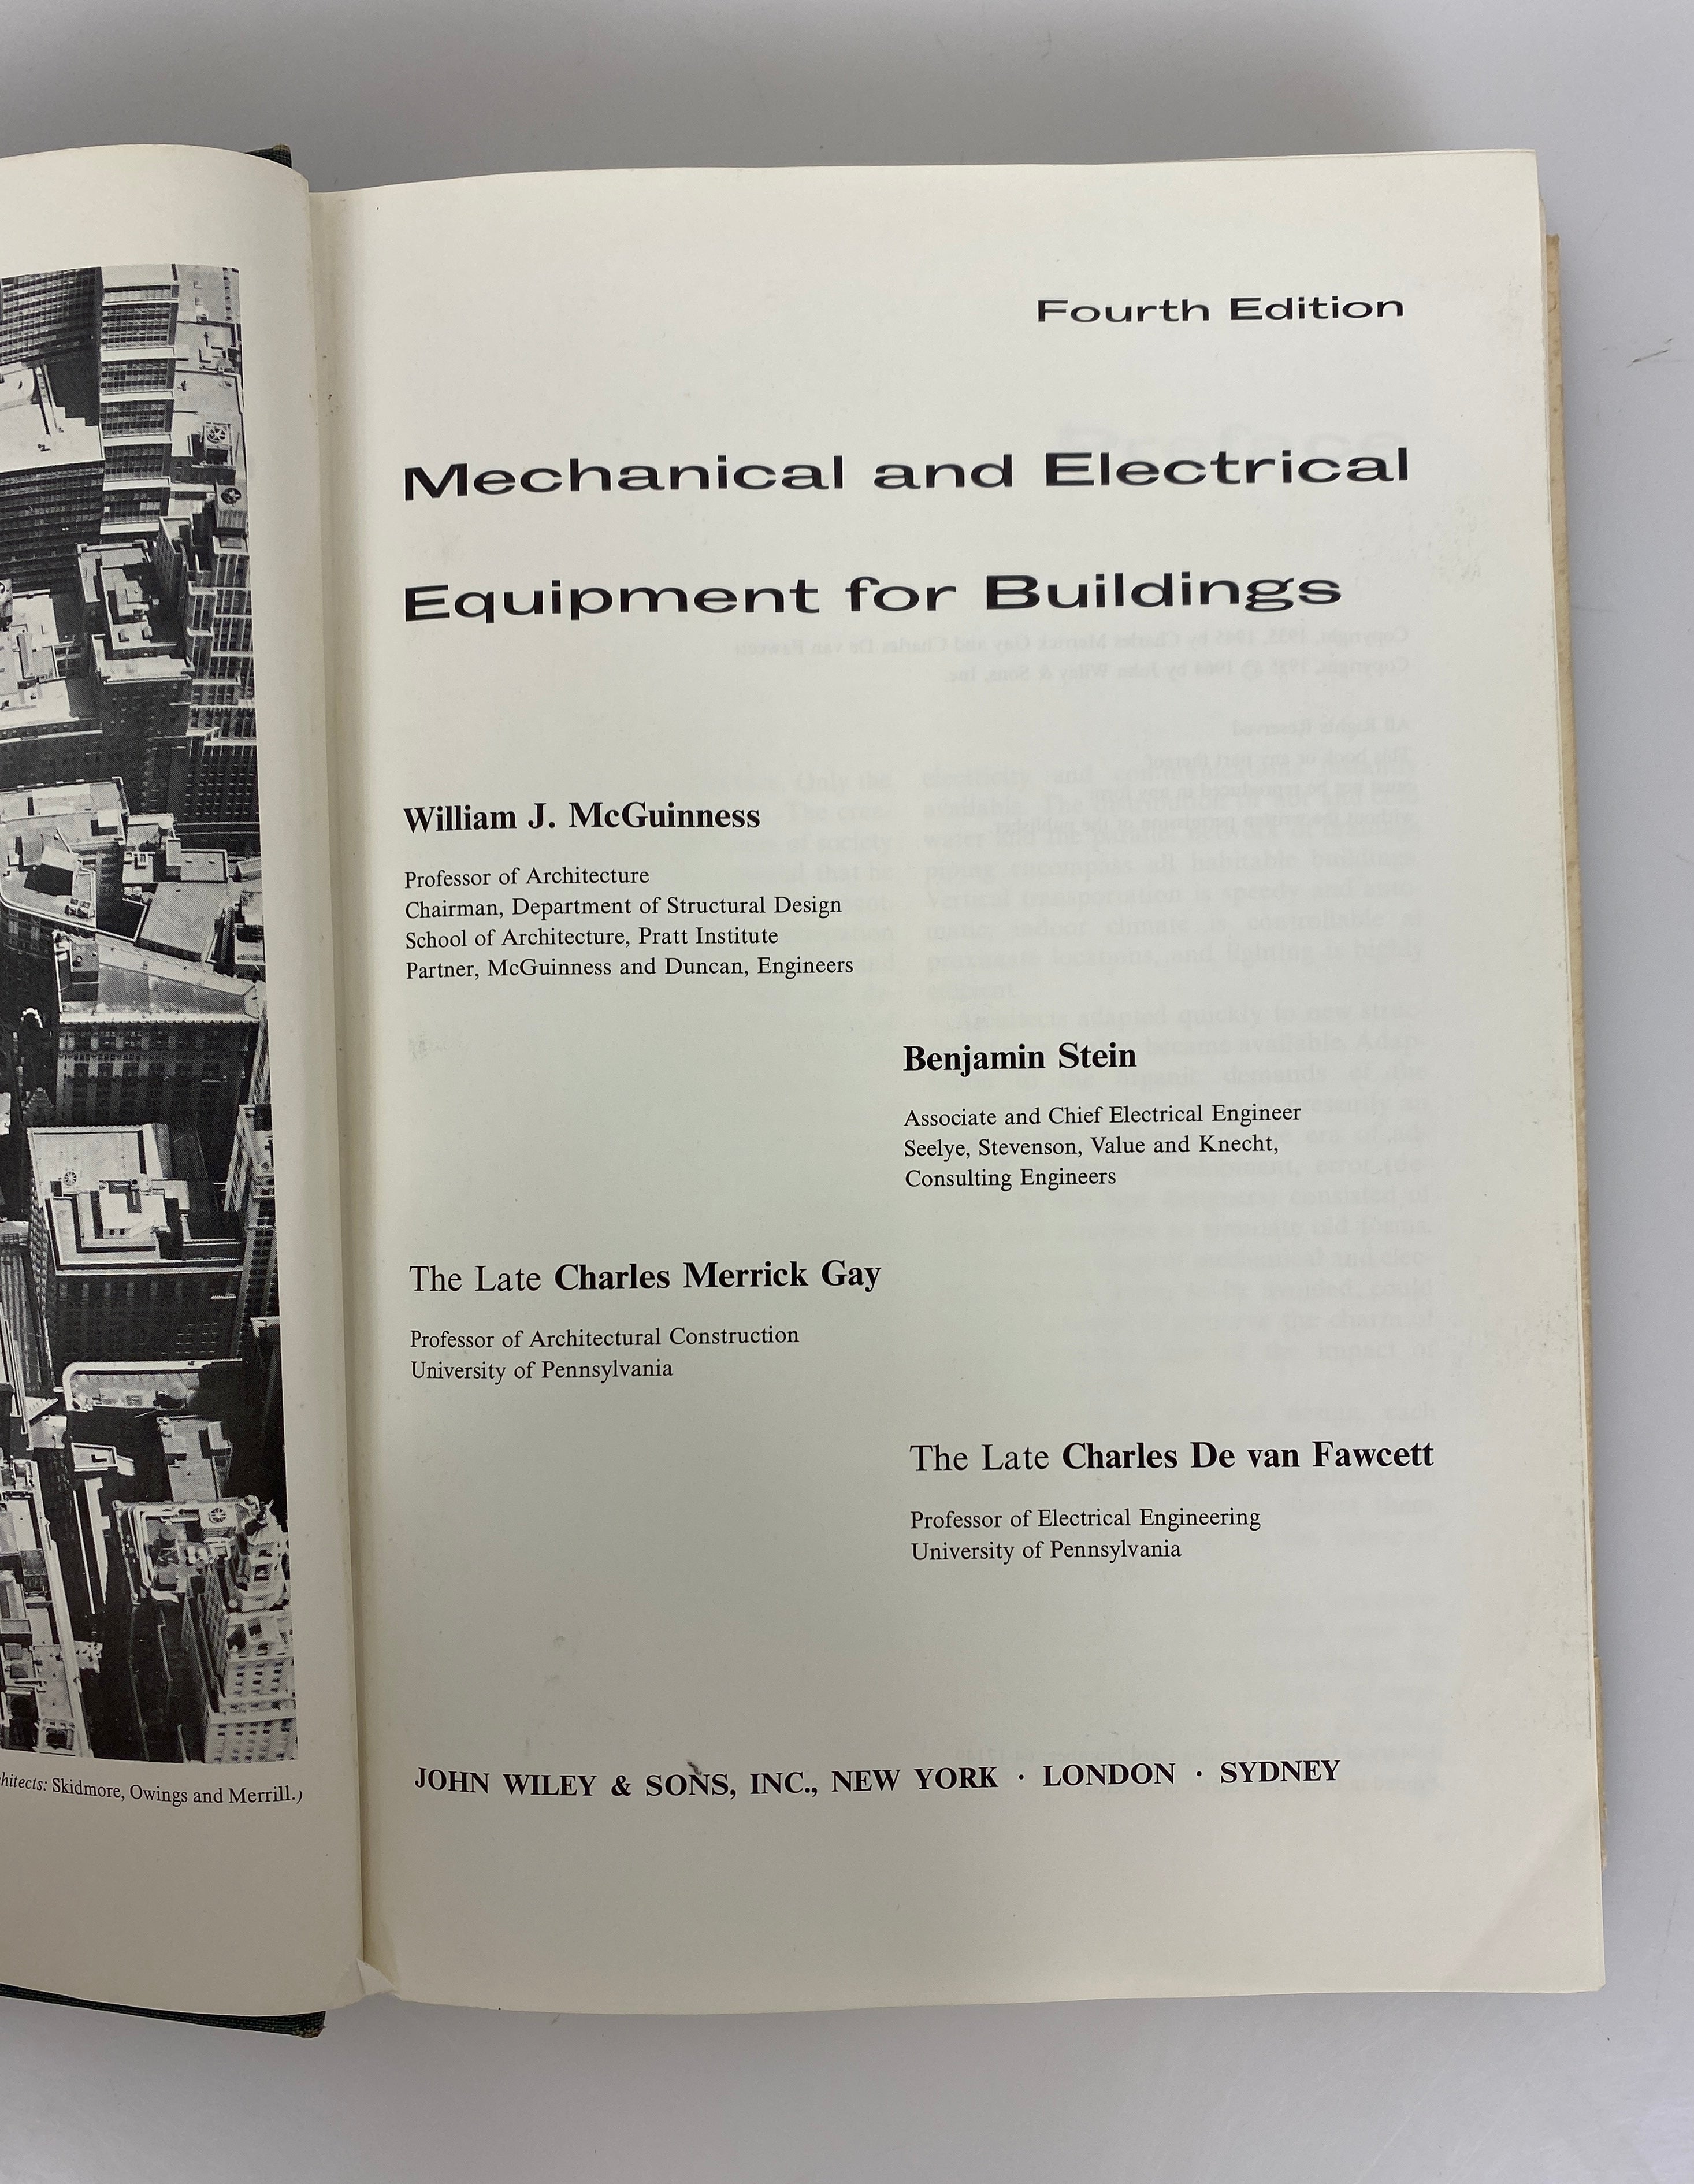 Fourth Edition
Mechanical and Electrical
Equipment for Buildings
William J. McGuinness
Professor of Architecture
Chairman, Department of Structural Design
School of Architecture, Pratt Institute
Partner, McGuinness and Duncan, Engineers
Benjamin Stein
Associate and Chief Electrical Engineer
Seelye, Stevenson, Value and Knecht,
Consulting Engineers
The Late Charles Merrick Gay
Professor of Architectural Construction
University of Pennsylvania
The Late Charles De van Fawcett
Professor of Electrical Engineering
University of Pennsylvania
JOHN WILEY & SONS, INC., NEW YORK · LONDON · SYDNEY
Skidmore, Owings and Merrill.)